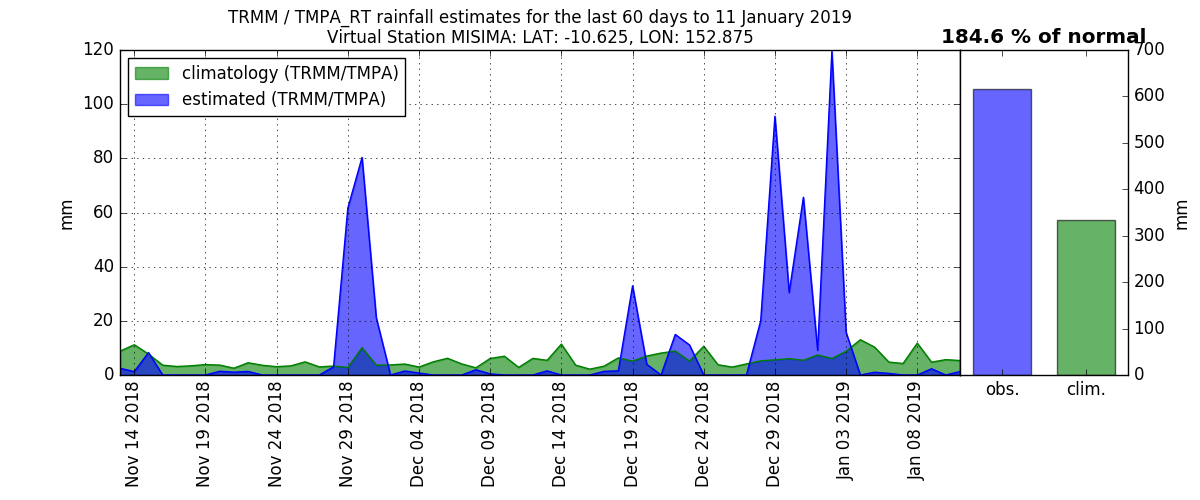 TRMM / TMPA_RT rainfall estimates for the last 60 days to 11 January 2019
Virtual Station MISIMA: LAT: -10.625, LON: 152.875
184.6 % of normal
climatology (TRMM/TMPA)
estimated (TRMM/TMPA)
mm
120
100
80
60
40
20
0
Nov 14 2018
Nov 19 2018
Nov 24 2018
Nov 29 2018
Dec 04 2018
Dec 09 2018
Dec 14 2018
Dec 19 2018
Dec 24 2018
Dec 29 2018
Jan 03 2019
Jan 08 2019
obs.
clim.
700
600
500
400
300
200
100
0
mm